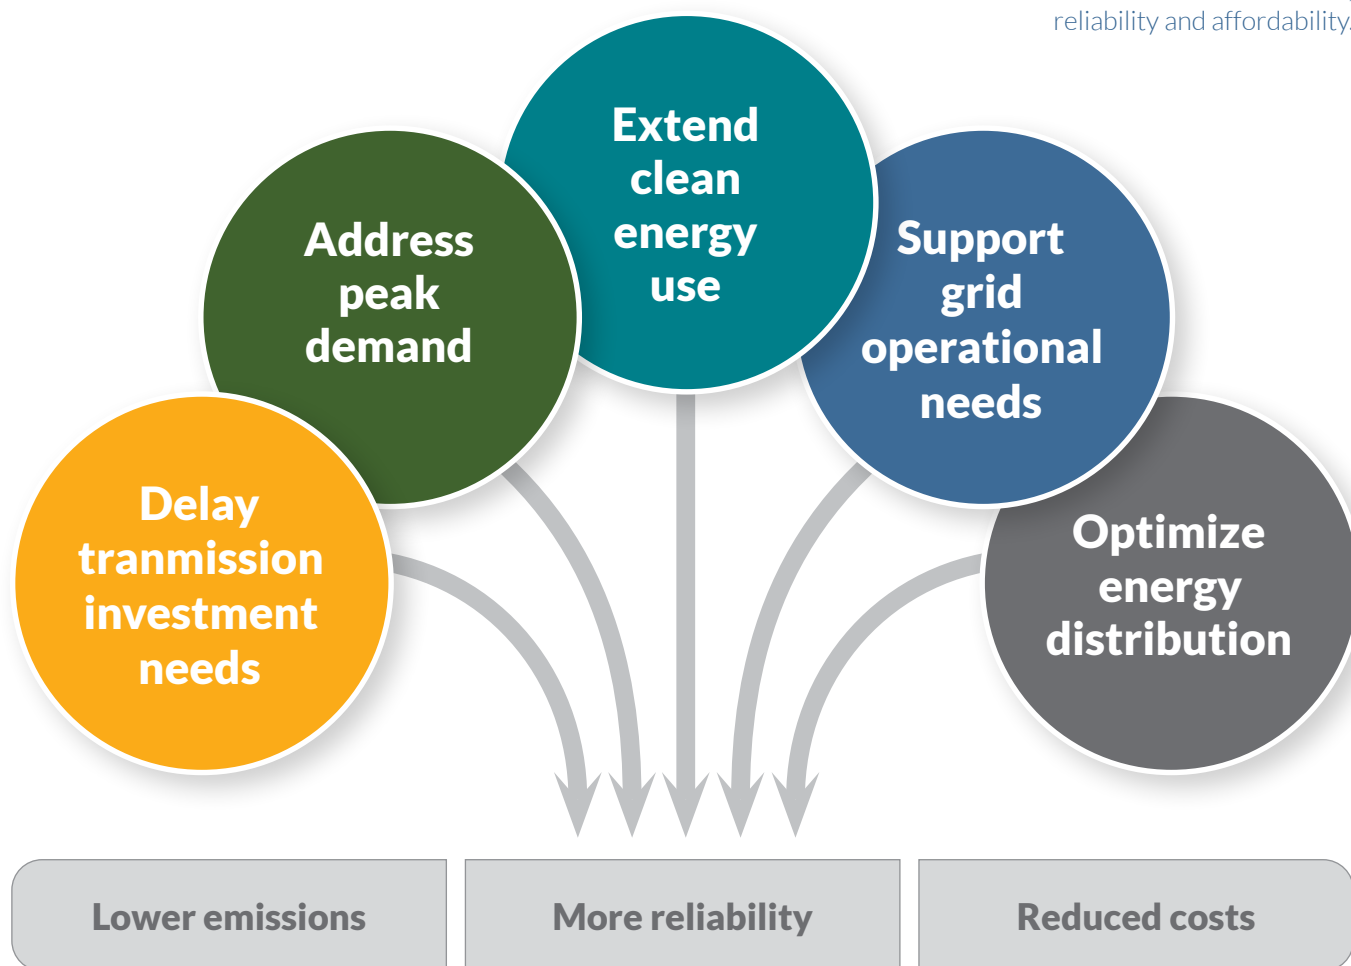 reliability and affordability.
Extend
clean
energy
use
Address
peak
demand
Support
grid
operational
needs
Delay
tranmission
investment
needs
Optimize
energy
distribution
Lower emissions
More reliability
Reduced costs